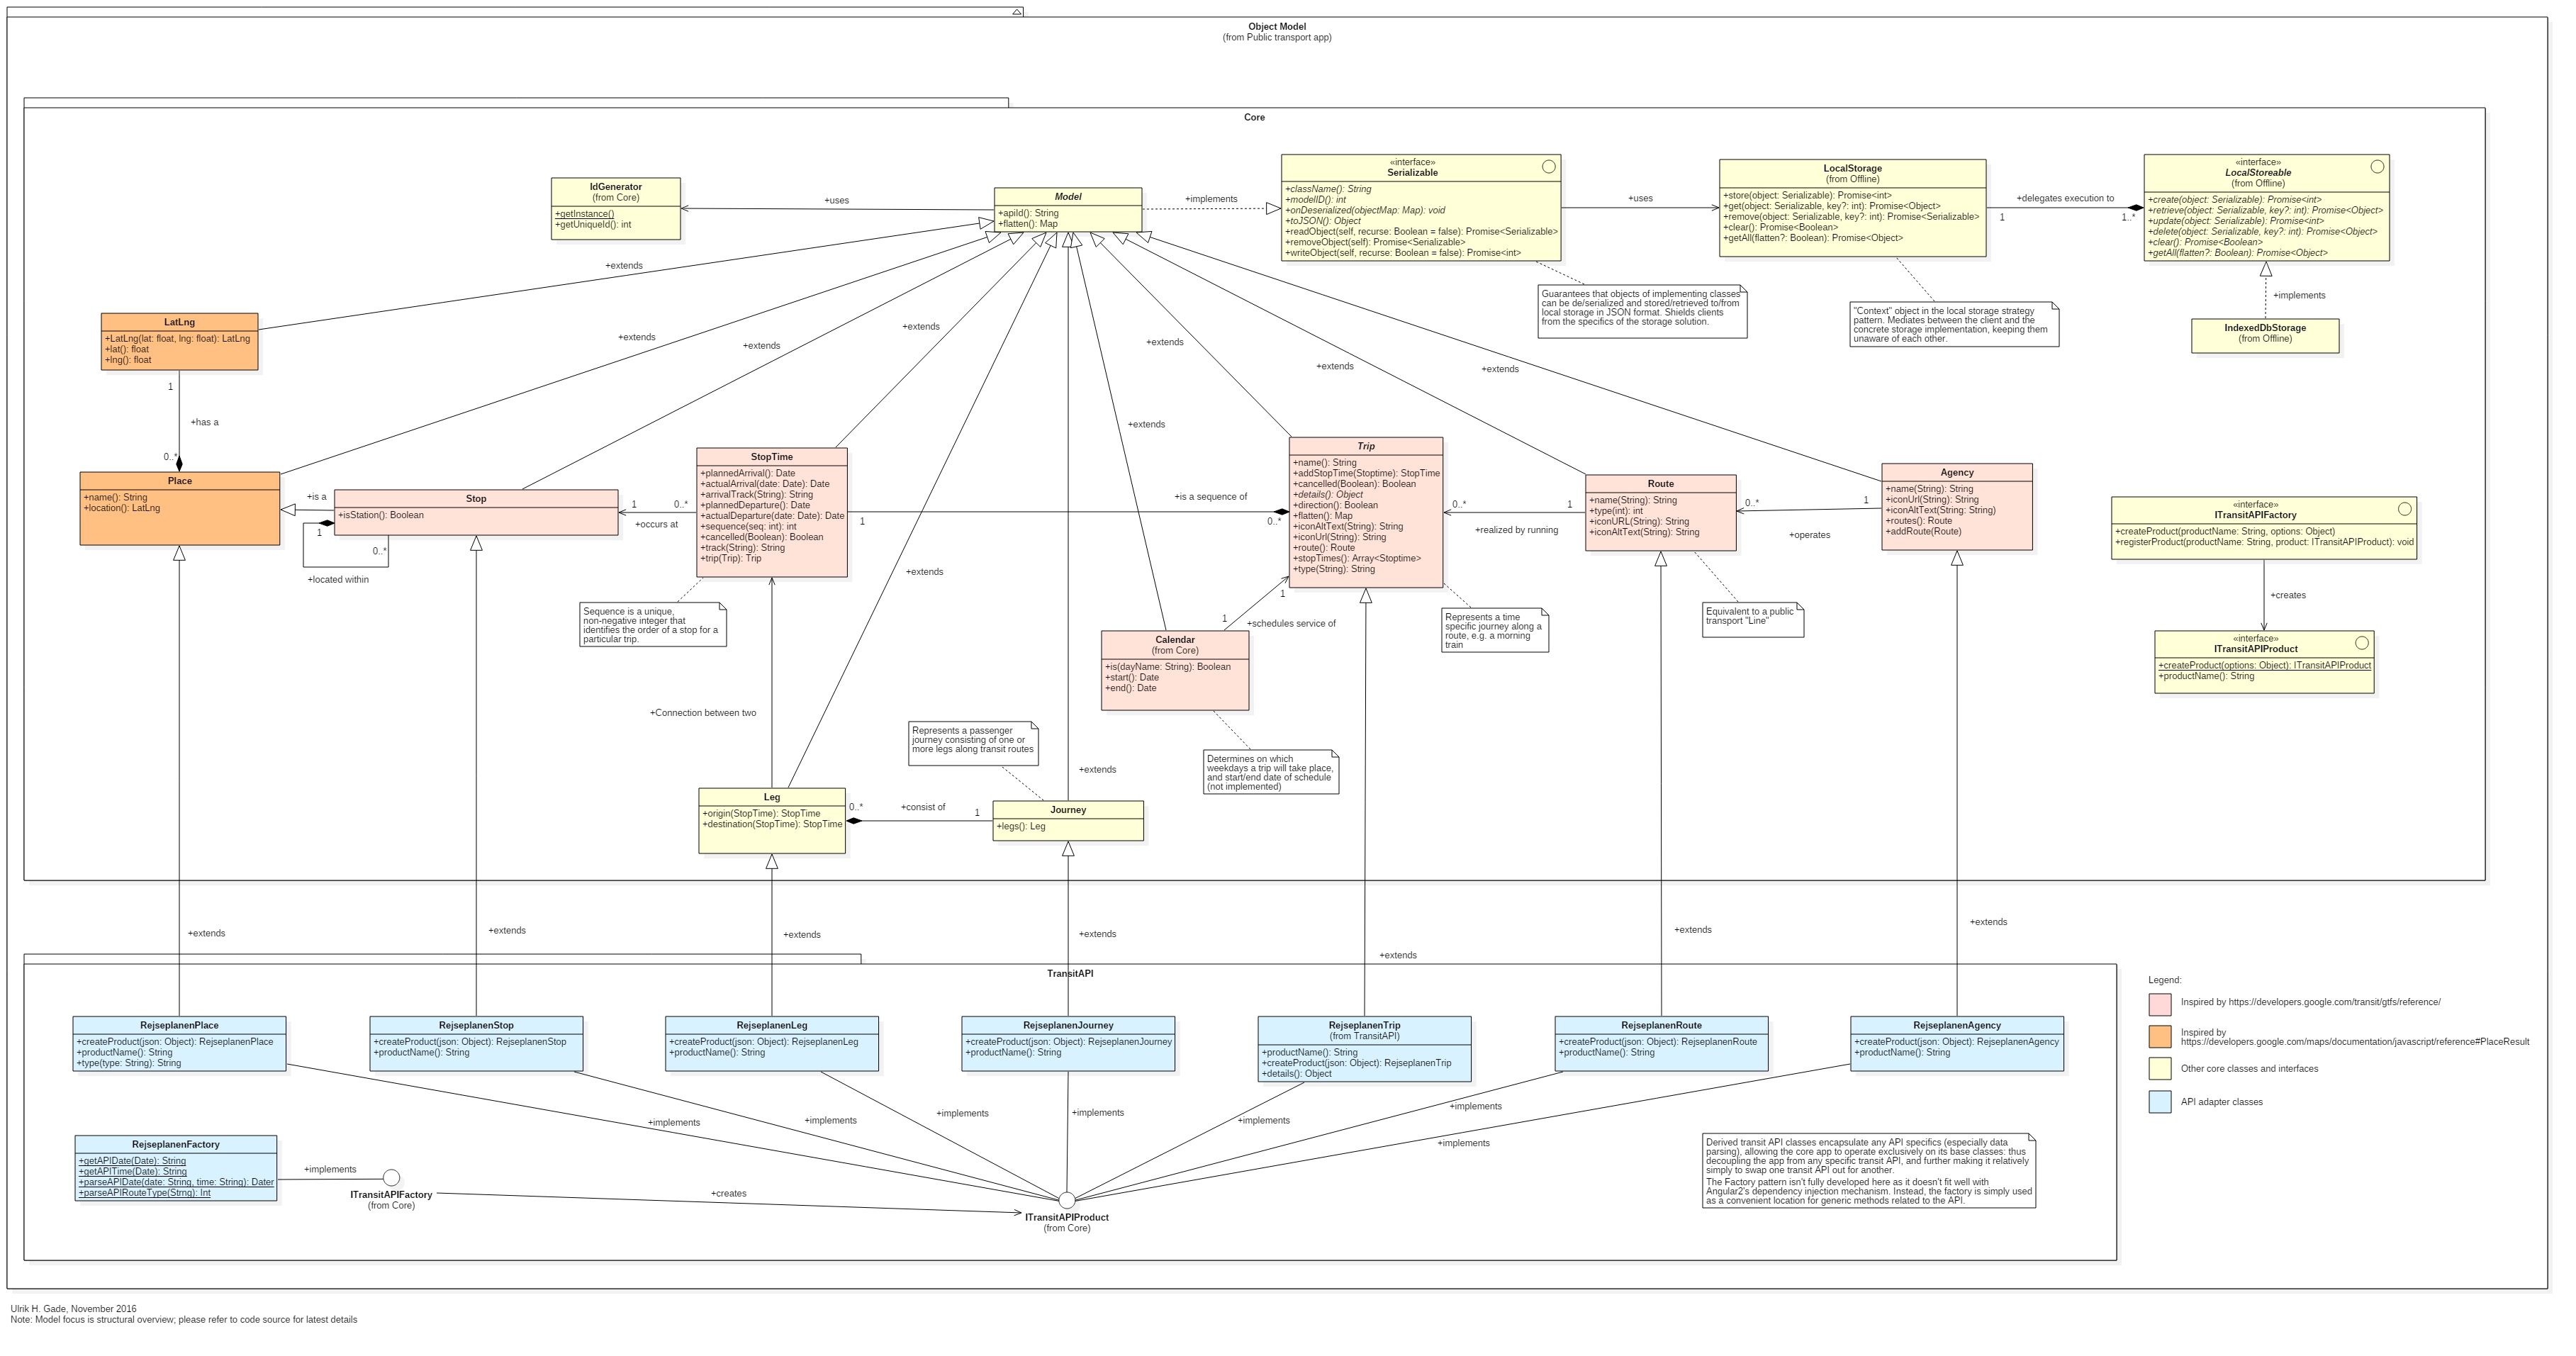 Object Model
(from Public transport app)
Core
IdGenerator
(from Core)
+getInstance()
+getUniqueId(): int
+uses
Model
+apiId(): String
+flatten(): Map
+implements
«interface»
Serializable
+className(): String
+modelID(): int
+onDeserialized(objectMap: Map): void
+toJSON(): Object
+readObject(self, recurse: Boolean = false): Promise<Serializable>
+removeObject(self): Promise<Serializable>
+writeObject(self, recurse: Boolean = false): Promise<int>
+uses
LocalStorage
(from Offline)
+store(object: Serializable): Promise<int>
+get(object: Serializable, key?: int): Promise<Object>
+remove(object: Serializable, key?: int): Promise<Serializable>
+clear(): Promise<Boolean>
+getAll(flatten?: Boolean): Promise<Object>
+delegates execution to
1
1..*
«interface»
LocalStoreable
(from Offline)
+create(object: Serializable): Promise<int>
+retrieve(object: Serializable, key?: int): Promise<Object>
+update(object: Serializable): Promise<int>
+delete(object: Serializable, key?: int): Promise<Object>
+clear(): Promise<Boolean>
+getAll(flatten?: Boolean): Promise<Object>
Guarantees that objects of implementing classes
can be de/serialized and stored/retrieved to/from
local storage in JSON format. Shields clients
from the specifics of the storage solution.
"Context" object in the local storage strategy
pattern. Mediates between the client and the
concrete storage implementation, keeping them
unaware of each other.
+implements
IndexedDbStorage
(from Offline)
+extends
+extends
+extends
+extends
+extends
+extends
+extends
+extends
+extends
+extends
LatLng
+LatLng(lat: float, lng: float): LatLng
+lat(): float
+lng(): float
1
+has a
0..*
Place
+name(): String
+location(): LatLng
+is a
Stop
+isStation(): Boolean
1
0..*
+located within
1
0..*
+occurs at
StopTime
+plannedArrival(): Date
+actualArrival(date: Date): Date
+arrivalTrack(String): String
+plannedDeparture(): Date
+actualDeparture(date: Date): Date
+sequence(seq: int): int
+cancelled(Boolean): Boolean
+track(String): String
+trip(Trip): Trip
1
+is a sequence of
0..*
Trip
+name(): String
+addStopTime(Stoptime): StopTime
+cancelled(Boolean): Boolean
+details(): Object
+direction(): Boolean
+flatten(): Map
+iconAltText(String): String
+iconUrl(String): String
+route(): Route
+stopTimes(): Array<Stoptime>
+type(String): String
0..*
1
+realized by running
Route
+name(String): String
+type(int): int
+iconURL(String): String
+iconAltText(String): String
0..*
1
+operates
Agency
+name(String): String
+iconUrl(String): String
+iconAltText(String: String)
+routes(): Route
+addRoute(Route)
«interface»
ITransitAPIFactory
+createProduct(productName: String, options: Object)
+registerProduct(productName: String, product: ITransitAPIProduct): void
+creates
«interface»
ITransitAPIProduct
+createProduct(options: Object): ITransitAPIProduct
+productName(): String
Sequence is a unique,
non-negative integer that
identifies the order of a stop for a
particular trip.
1
1
+schedules service of
Calendar
(from Core)
+is(dayName: String): Boolean
+start(): Date
+end(): Date
Represents a time
specific journey along a
route, e.g. a morning
train
Equivalent to a public
transport "Line"
+Connection between two
Represents a passenger
journey consisting of one or
more legs along transit routes
Determines on which
weekdays a trip will take place,
and start/end date of schedule
(not implemented)
Leg
+origin(StopTime): StopTime
+destination(StopTime): StopTime
0..*
+consist of
1
Journey
+legs(): Leg
+extends
+extends
+extends
+extends
+extends
+extends
+extends
TransitAPI
RejseplanenPlace
+createProduct(json: Object): RejseplanenPlace
+productName(): String
+type(type: String): String
RejseplanenStop
+createProduct(json: Object): RejseplanenStop
+productName(): String
RejseplanenLeg
+createProduct(json: Object): RejseplanenLeg
+productName(): String
RejseplanenJourney
+createProduct(json: Object): RejseplanenJourney
+productName(): String
RejseplanenTrip
(from TransitAPI)
+productName(): String
+createProduct(json: Object): RejseplanenTrip
+details(): Object
RejseplanenRoute
+createProduct(json: Object): RejseplanenRoute
+productName(): String
RejseplanenAgency
+createProduct(json: Object): RejseplanenAgency
+productName(): String
+implements
+implements
+implements
+implements
+implements
+implements
+implements
RejseplanenFactory
+getAPIDate(Date): String
+getAPITime(Date): String
+parseAPIDate(date: String, time: String): Dater
+parseAPIRouteType(Strng): Int
+implements
ITransitAPIFactory
(from Core)
+creates
ITransitAPIProduct
(from Core)
Derived transit API classes encapsulate any API specifics (especially data
parsing), allowing the core app to operate exclusively on its base classes: thus
decoupling the app from any specific transit API, and further making it relatively
simply to swap one transit API out for another.
The Factory pattern isn't fully developed here as it doesn't fit well with
Angular2's dependency injection mechanism. Instead, the factory is simply used
as a convenient location for generic methods related to the API.
Legend:
Inspired by https://developers.google.com/transit/gtfs/reference/
Inspired by
https://developers.google.com/maps/documentation/javascript/reference#PlaceResult
Other core classes and interfaces
API adapter classes
Ulrik H. Gade, November 2016
Note: Model focus is structural overview; please refer to code source for latest details